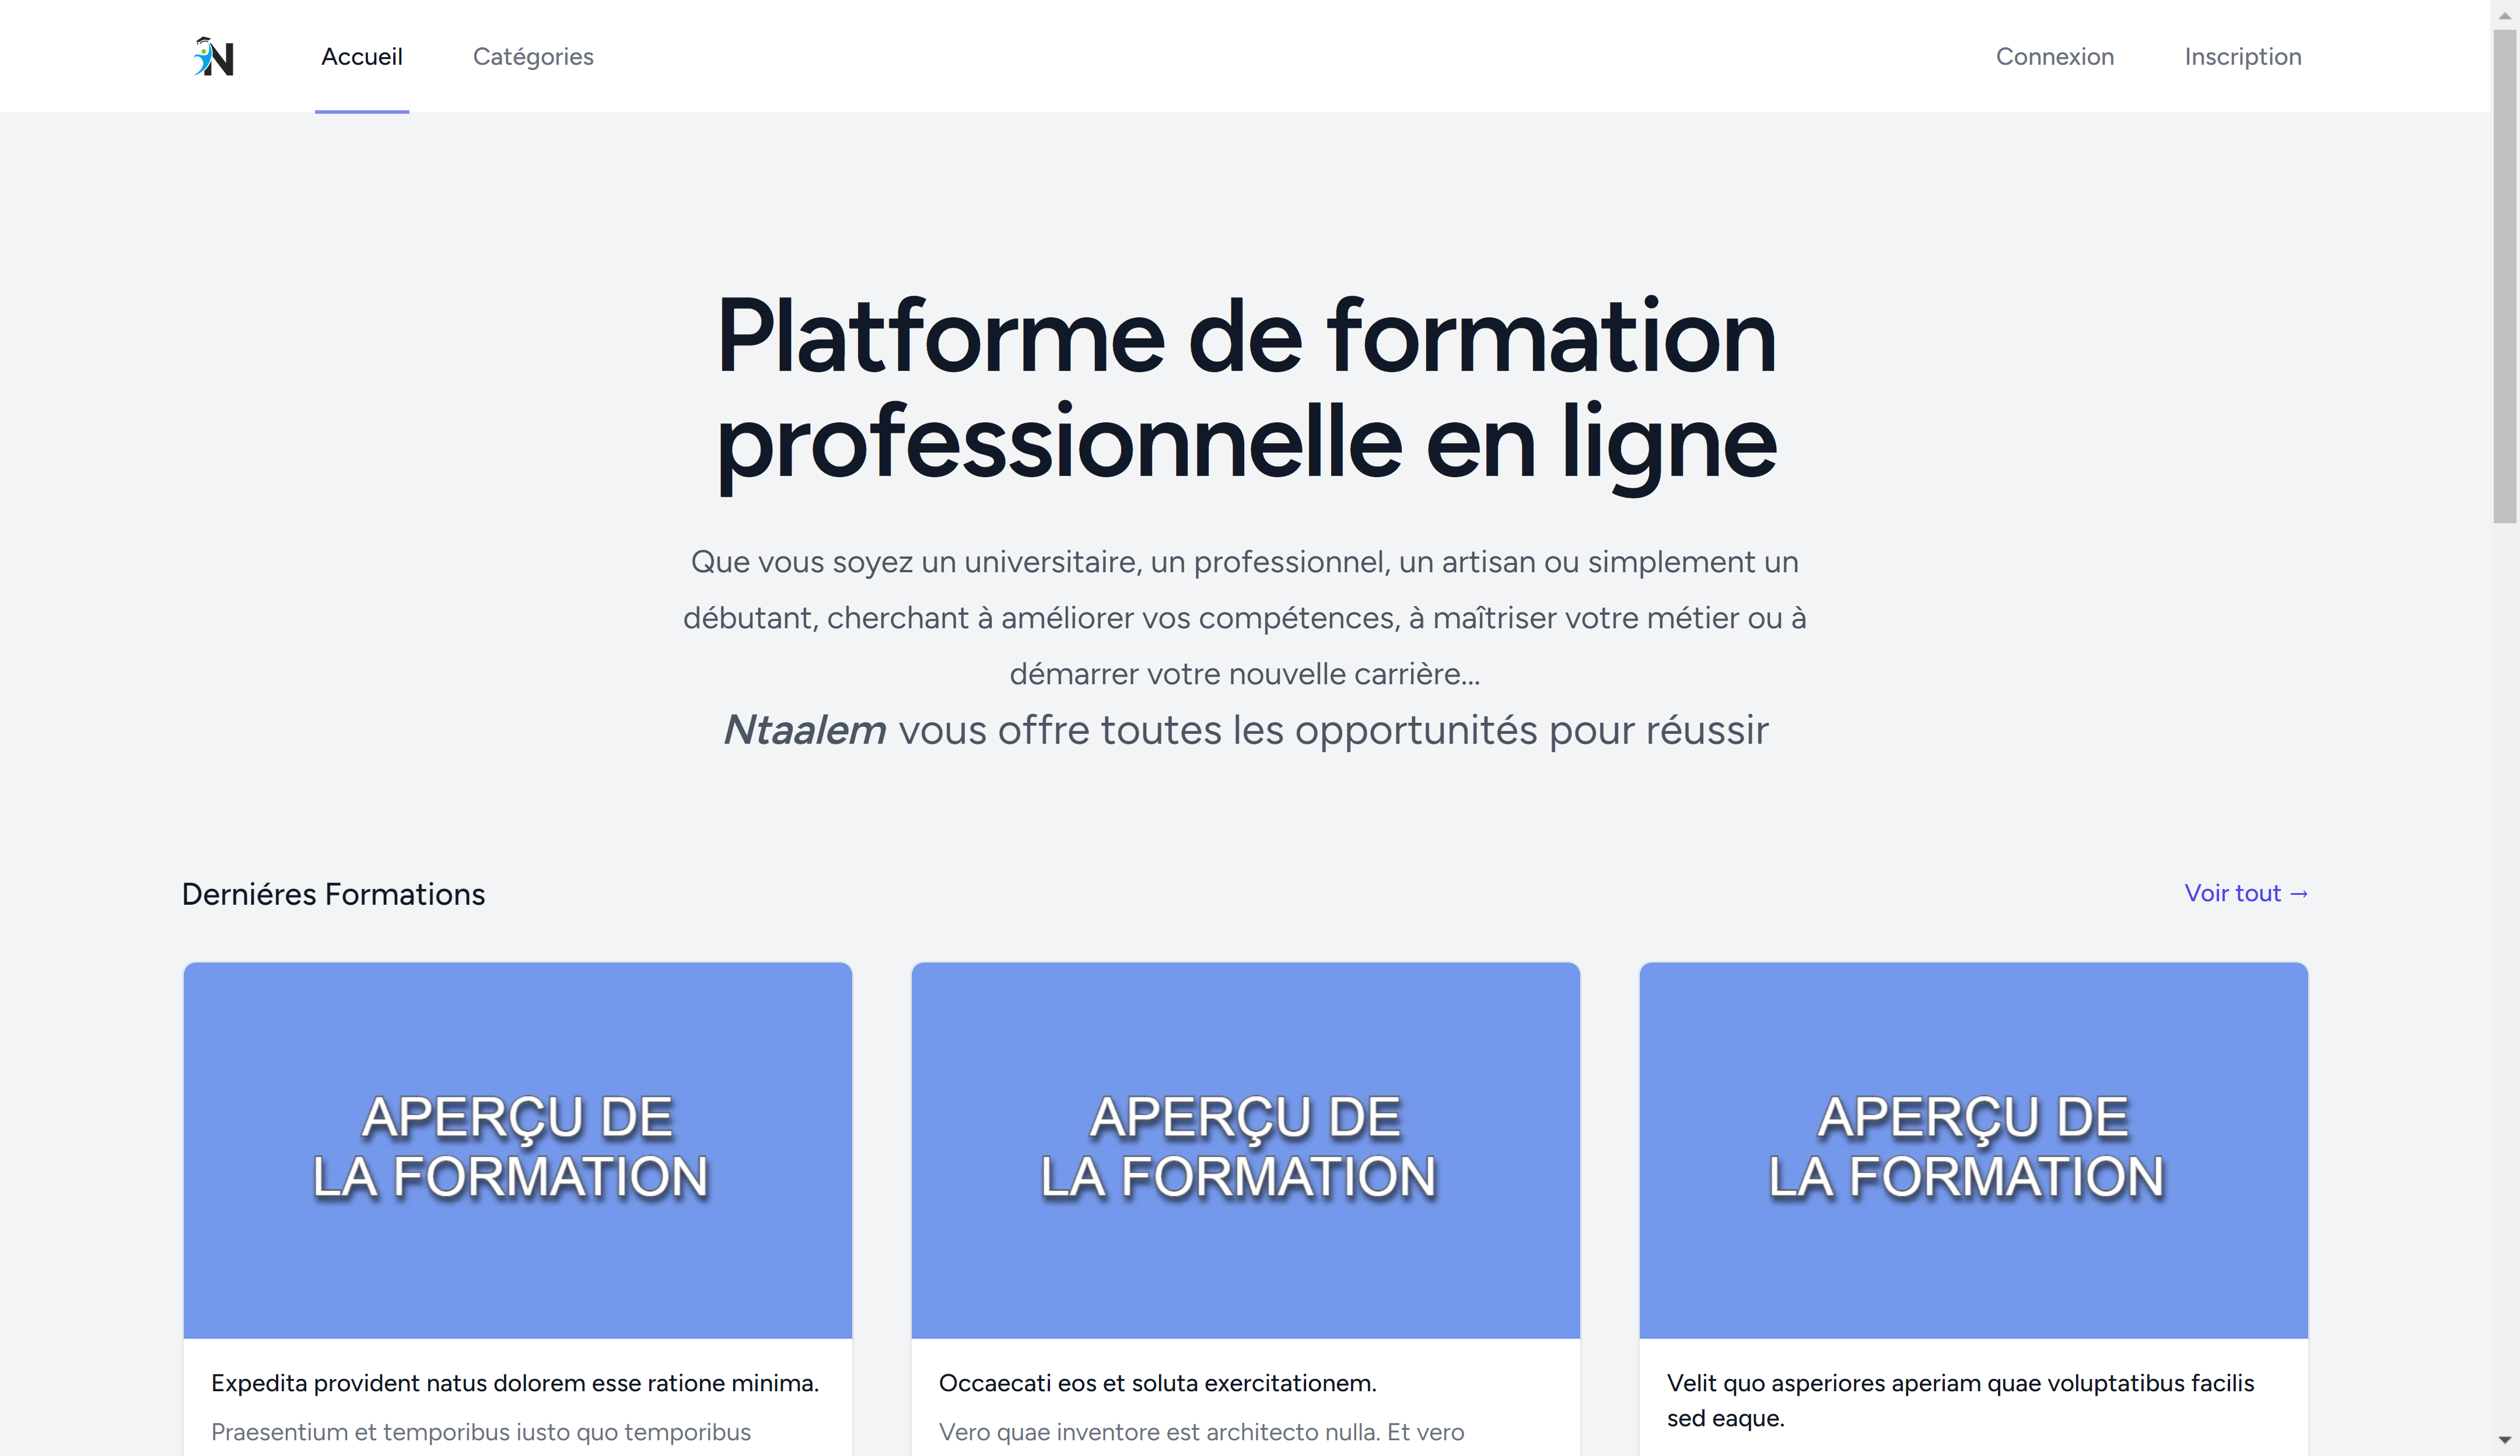 N
Accueil
Catégories
Connexion
Inscription
Platforme de formation
professionnelle en ligne
Que vous soyez un universitaire, un professionnel, un artisan ou simplement un
débutant, cherchant à améliorer vos compétences, à maîtriser votre métier ou à
démarrer votre nouvelle carrière...
Ntaalem vous offre toutes les opportunités pour réussir
Derniéres Formations
Voir tout →
APERÇU DE
LA FORMATION
APERÇU DE
LA FORMATION
APERÇU DE
LA FORMATION
Expedita provident natus dolorem esse ratione minima.
Praesentium et temporibus iusto quo temporibus
Occaecati eos et soluta exercitationem.
Vero quae inventore est architecto nulla. Et vero
Velit quo asperiores aperiam quae voluptatibus facilis
sed eaque.